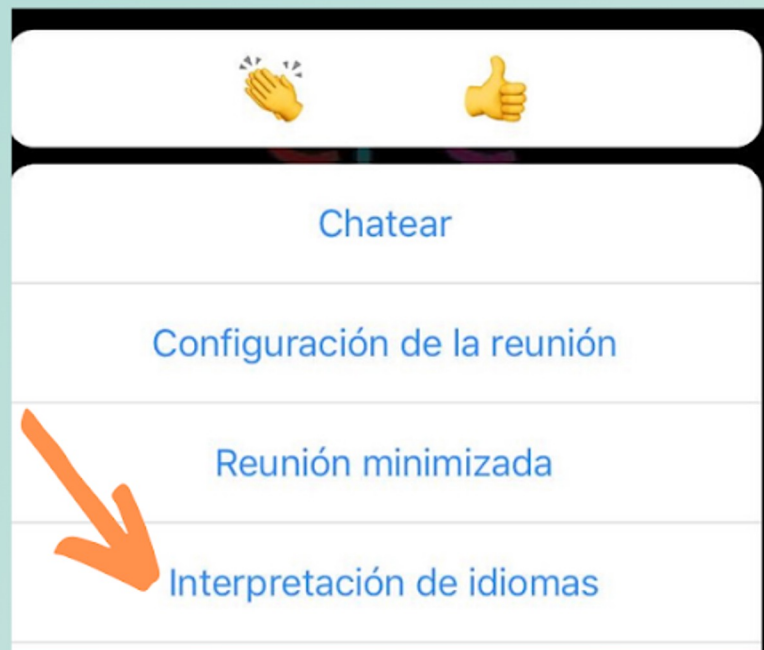 Chatear
Configuración de la reunión
Reunión minimizada
Interpretación de idiomas